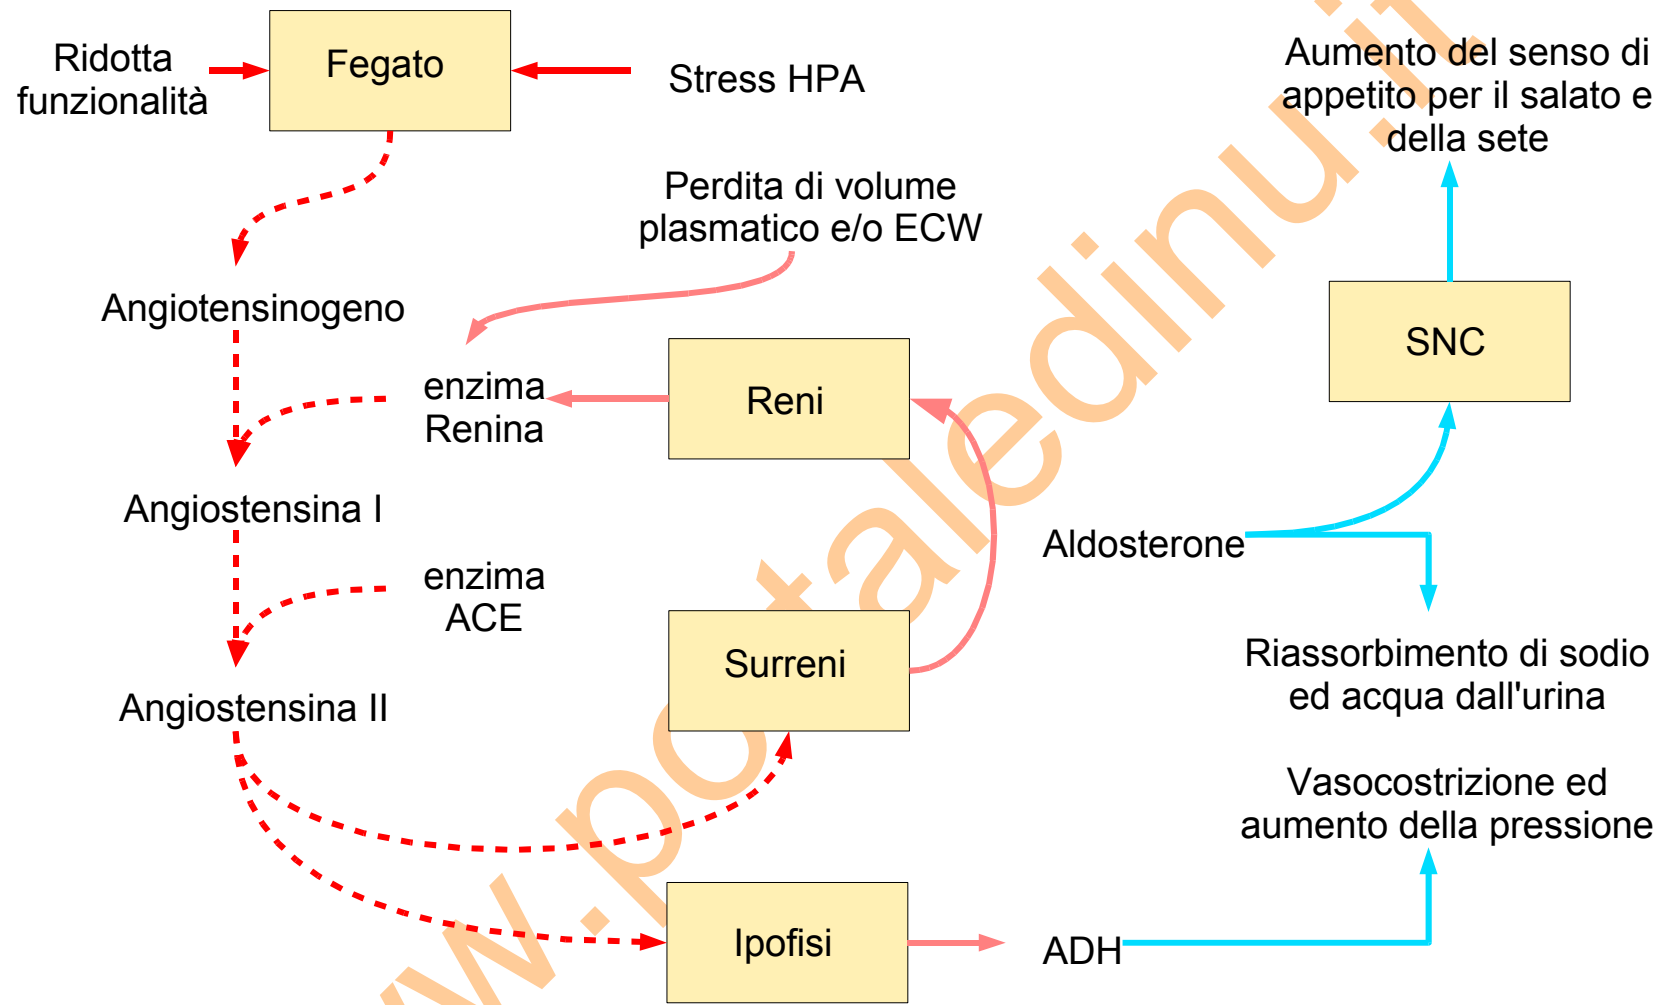 Ridotta
funzionalità
Fegato
Stress HPA
Aumento del senso di
appetito per il salato e
della sete
Perdita di volume
plasmatico e/o ECW
Angiotensinogeno
enzima
Renina
Reni
SNC
Angiostensina I
Aldosterone
enzima
ACE
Surreni
Riassorbimento di sodio
ed acqua dall'urina
Angiostensina II
Vasocostrizione ed
aumento della pressione
Ipofisi
ADH
w.portaledinu.it